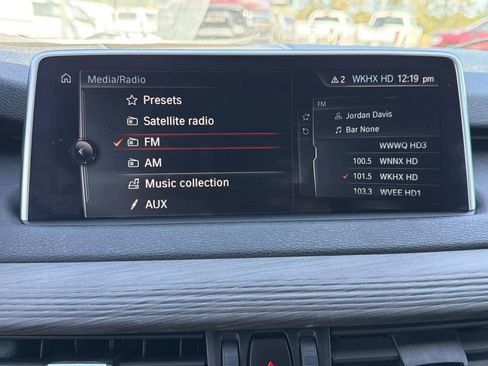 Media/Radio
2 WKHX HD 12:19 pm
Presets
Satellite radio
FM
AM
Music collection
AUX
FM
Jordan Davis
Bar None
WWWQ HD3
100.5 WNNX HD
101.5 WKHX HD
103.3 WVEE HD1